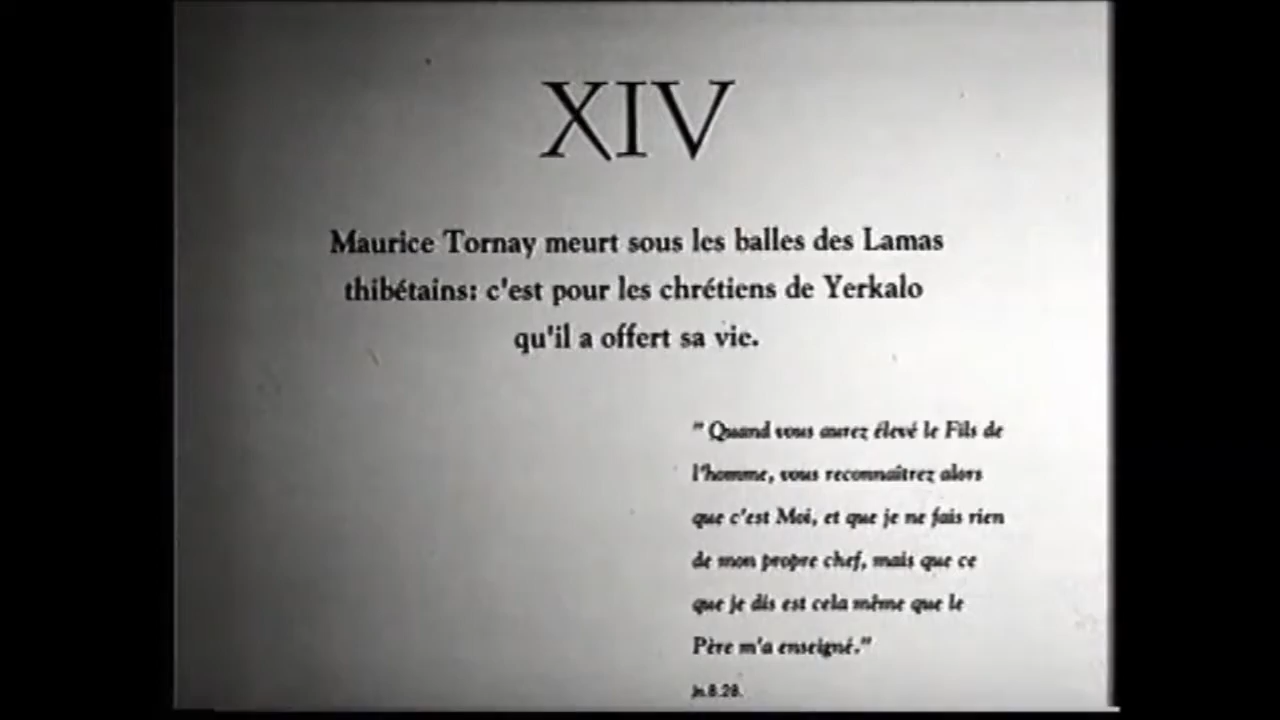 XIV
Maurice Tornay meurt sous les balles des Lamas
thibétains: c'est pour les chrétiens de Yerkalo
qu'il a offert sa vie.
" Quand vous aurez élevé le Fils de
l'homme, vous reconnaîtrez alors
que c'est Moi, et que je ne fais rien
de mon propre chef, mais que ce
que je dis est cela même que le
Père m'a enseigné."
Jn.8.28.